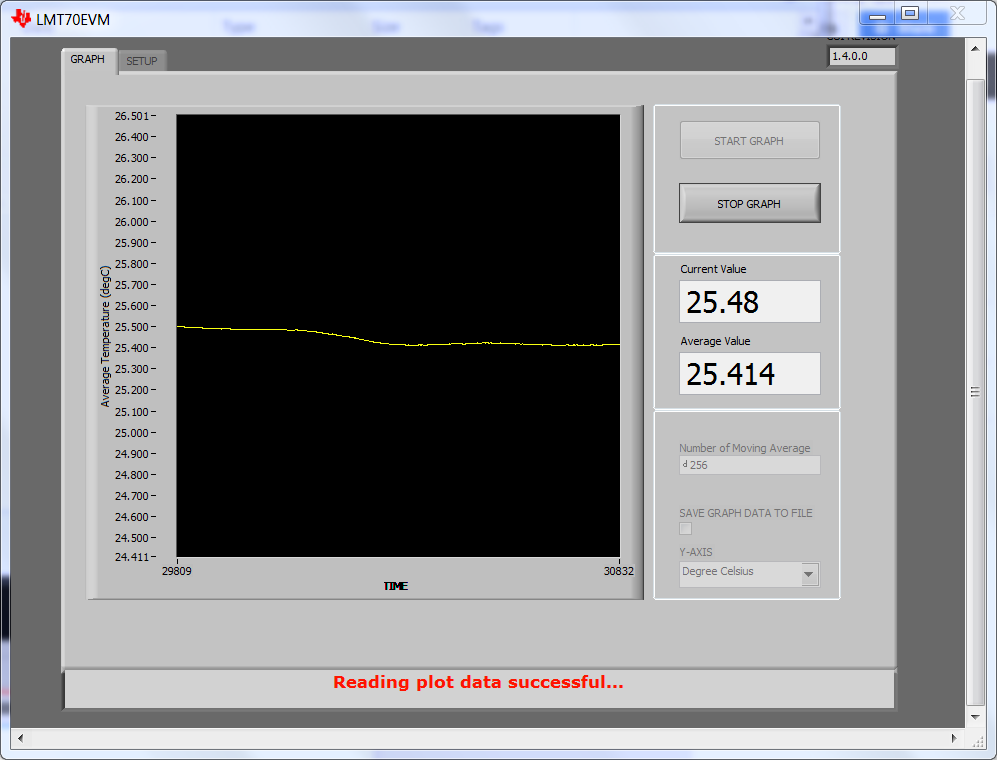 LMT70EVM
GRAPH
SETUP
1.4.0.0
26.501
26.400
26.300
26.200
26.100
26.000
25.900
25.800
25.700
25.600
25.500
25.400
25.300
25.200
25.100
25.000
24.900
24.800
24.700
24.600
24.500
24.411
Average Temperature (degC)
29809
30832
TIME
START GRAPH
STOP GRAPH
Current Value
25.48
Average Value
25.414
Number of Moving Average
d 256
SAVE GRAPH DATA TO FILE
Y-AXIS
Degree Celsius
Reading plot data successful...